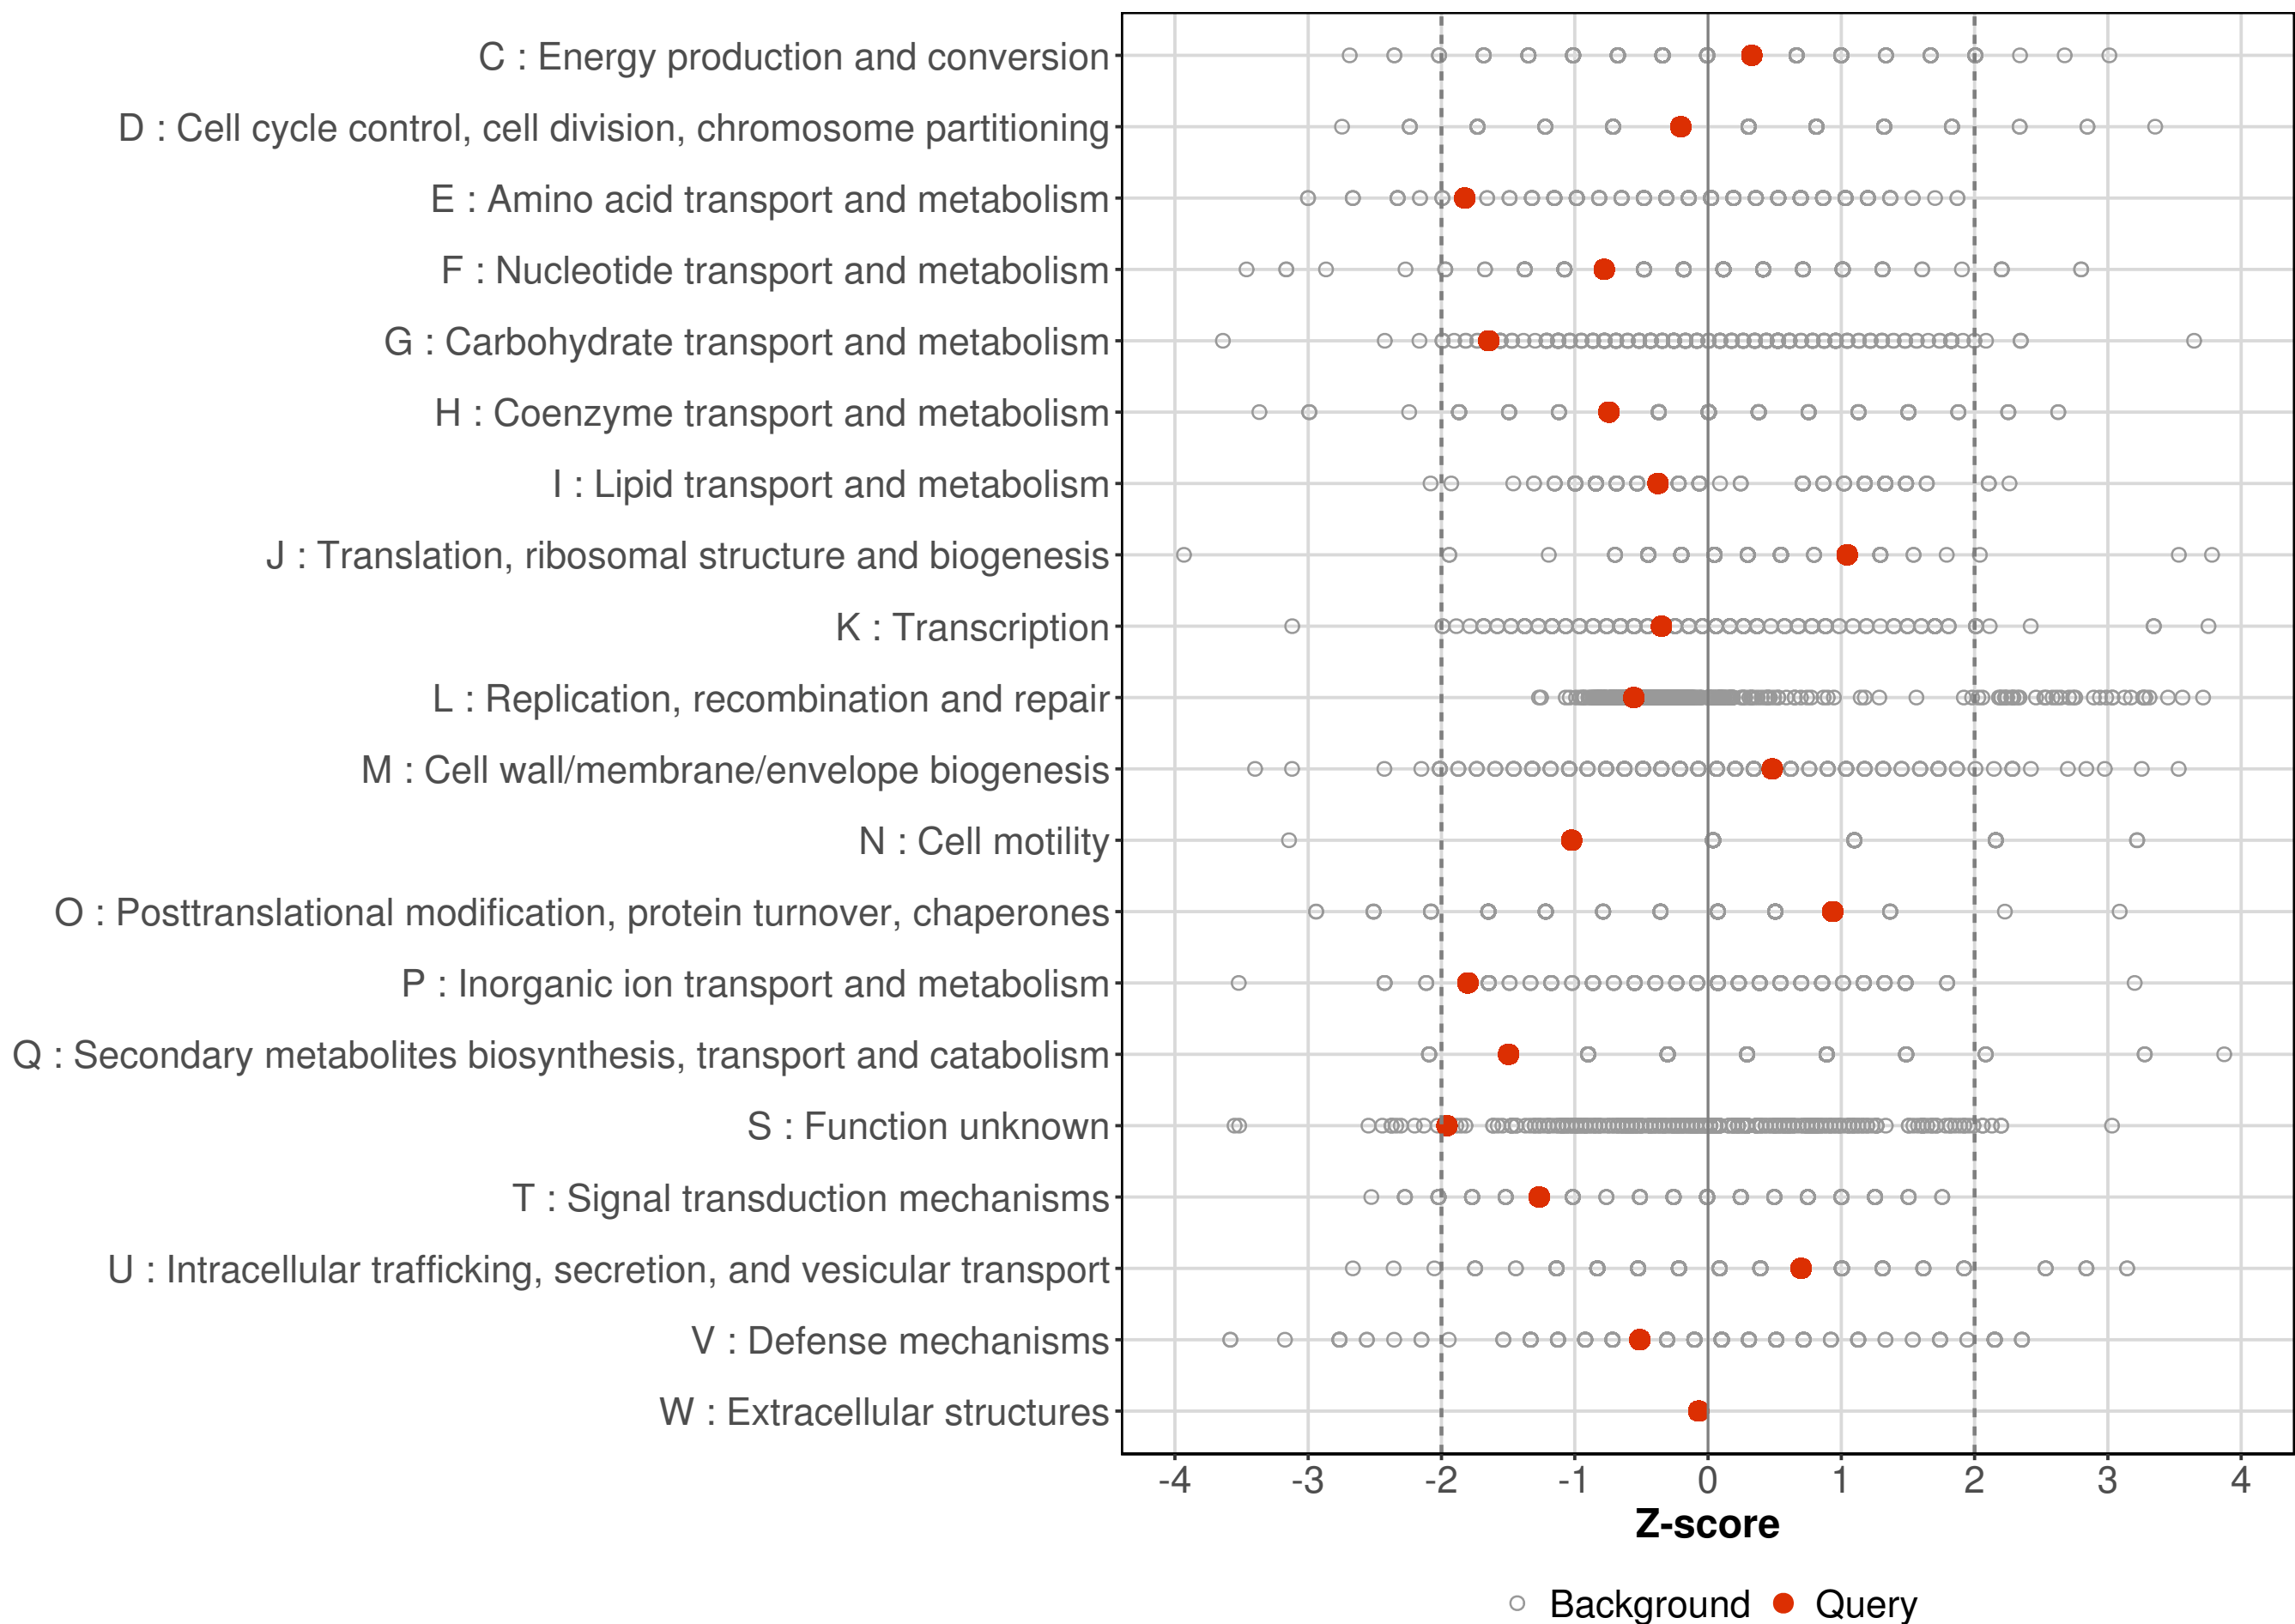 C : Energy production and conversion
D : Cell cycle control, cell division, chromosome partitioning
E : Amino acid transport and metabolism
F : Nucleotide transport and metabolism
G : Carbohydrate transport and metabolism
H : Coenzyme transport and metabolism
I : Lipid transport and metabolism
J : Translation, ribosomal structure and biogenesis
K : Transcription
L : Replication, recombination and repair
M : Cell wall/membrane/envelope biogenesis
N : Cell motility
O : Posttranslational modification, protein turnover, chaperones
P : Inorganic ion transport and metabolism
Q : Secondary metabolites biosynthesis, transport and catabolism
S : Function unknown
T : Signal transduction mechanisms
U : Intracellular trafficking, secretion, and vesicular transport
V : Defense mechanisms
W : Extracellular structures
-4 -3 -2 -1 0 1 2 3 4
Z-score
Background Query